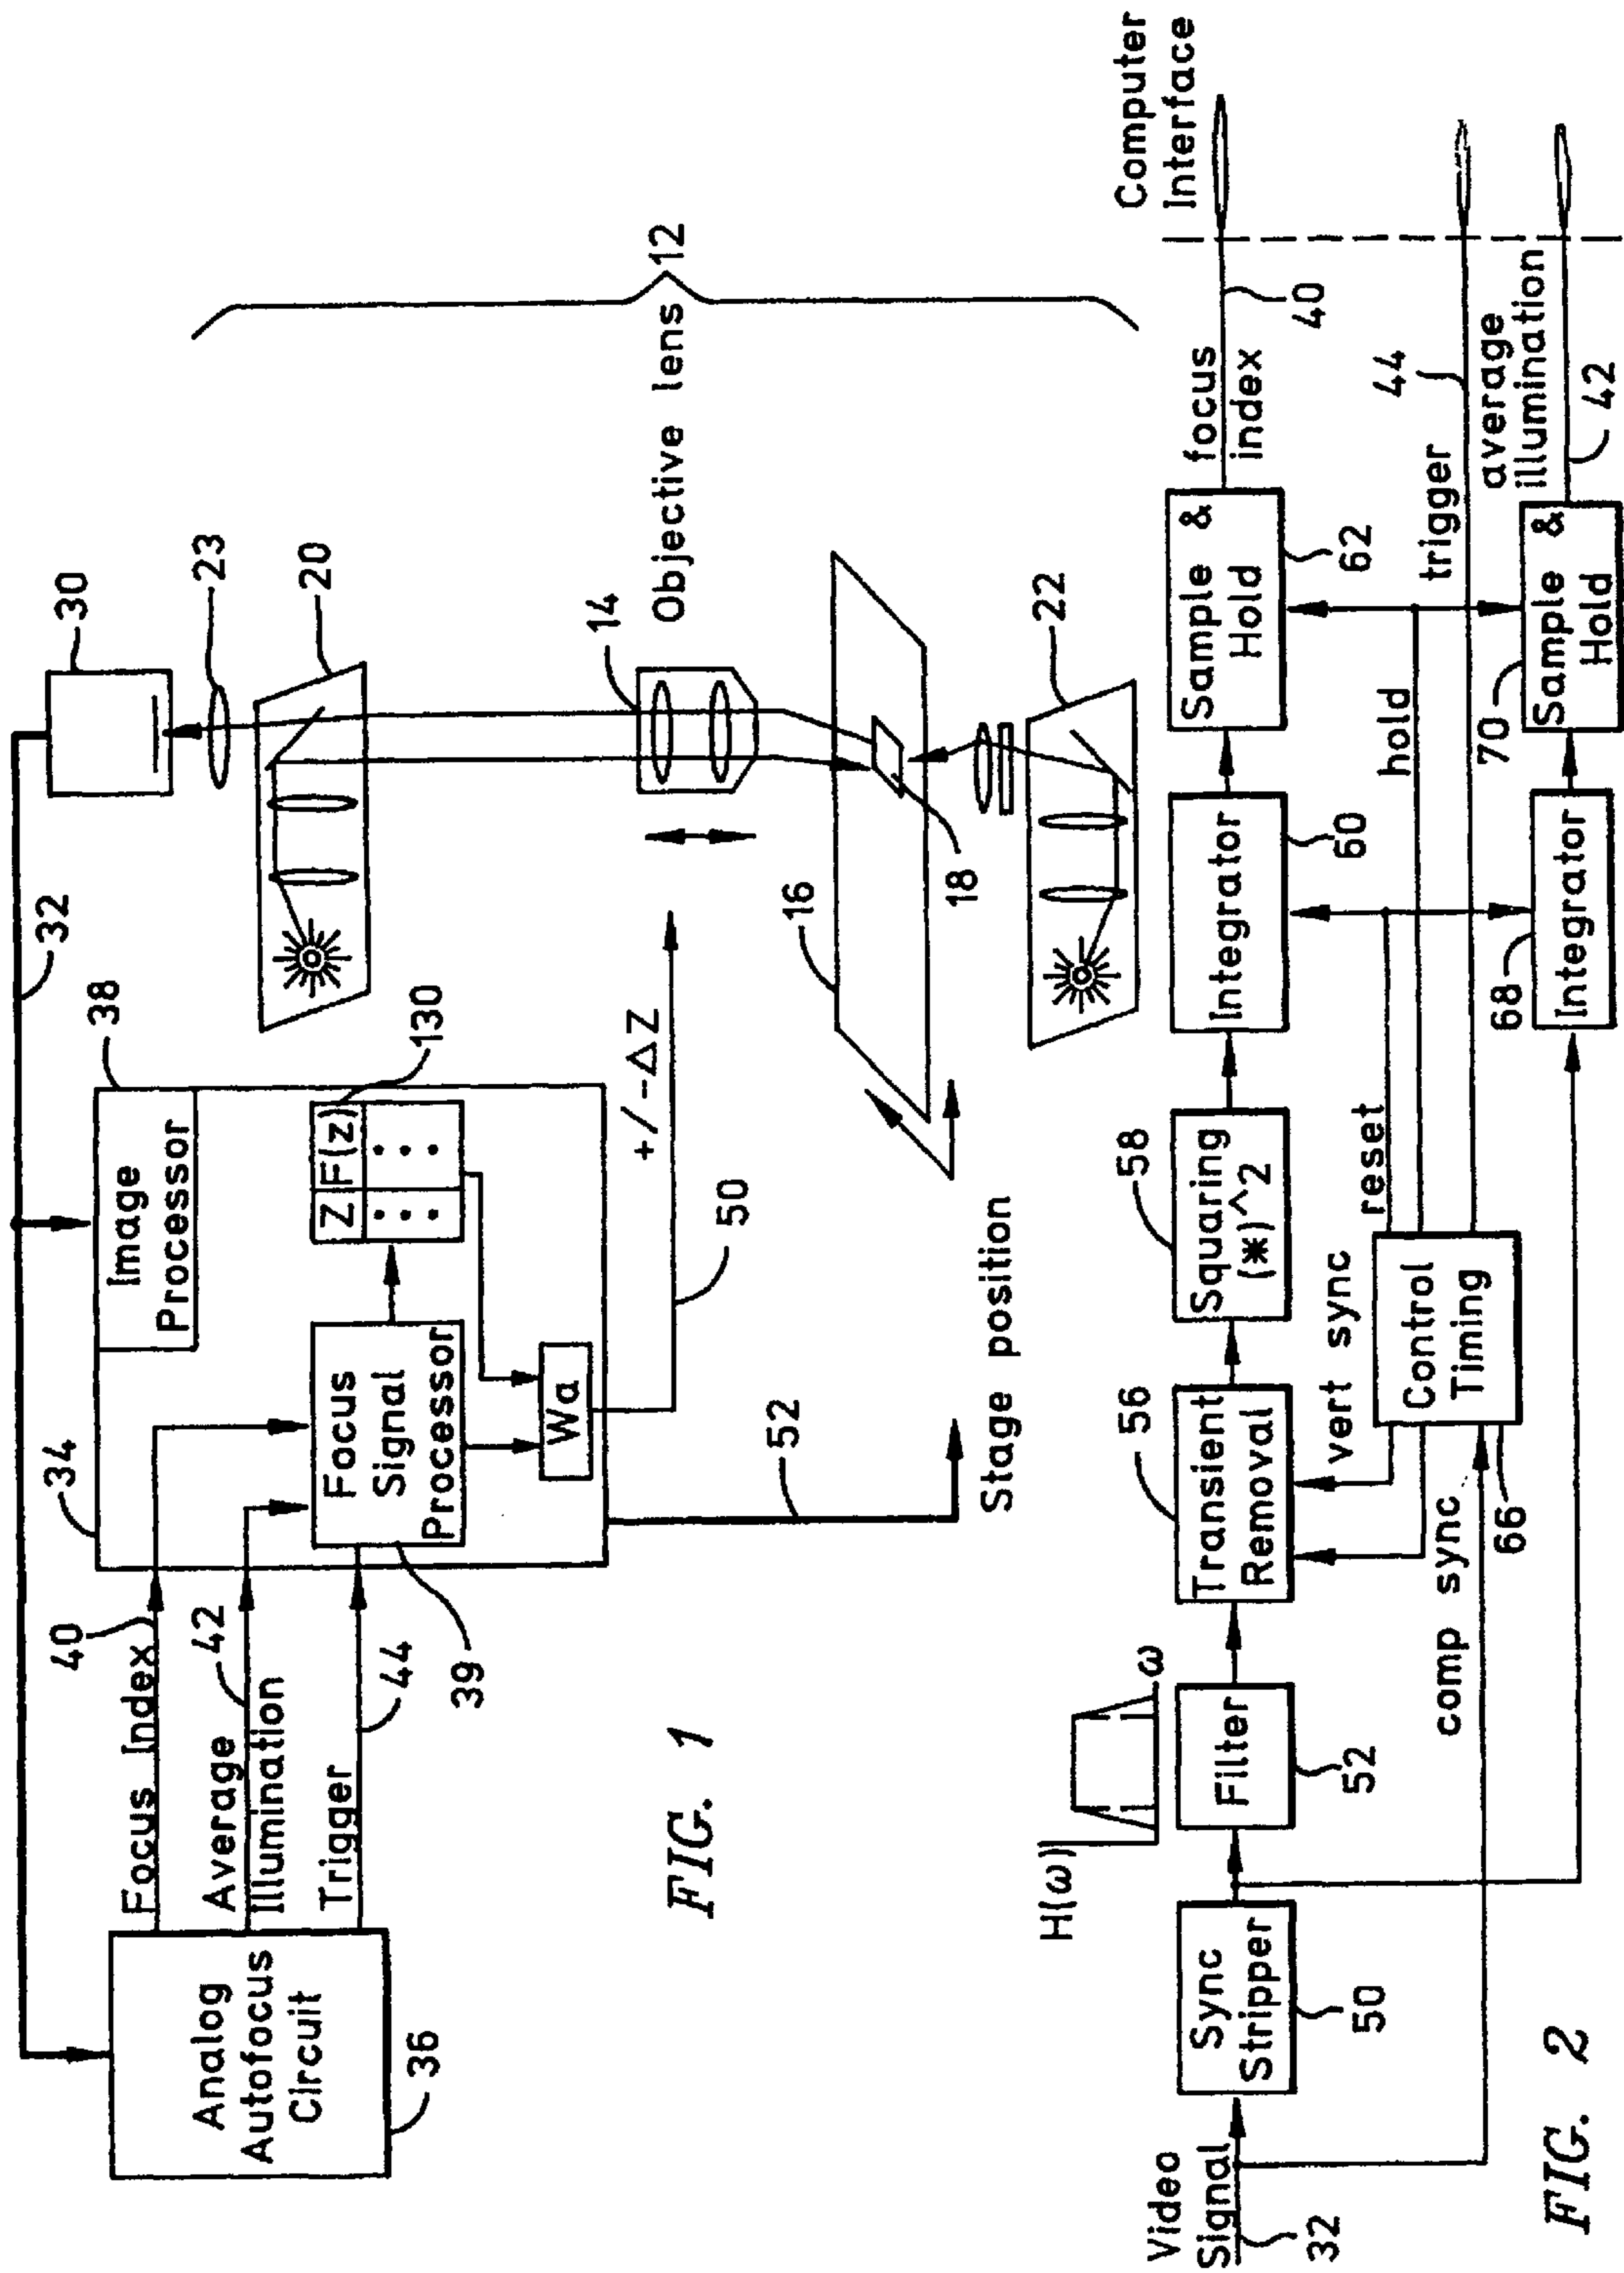 30
23
20
32
38
Image
Processor
34
130
Z
F(z)
Focus
Signal
Processor
Wa
39
Analog
Autofocus
Circuit
36
Focus Index
40
Average
Illumination
42
Trigger
44
14
Objective lens
12
+/-ΔZ
50
16
18
22
52
Stage position
FIG. 1
Video
Signal
32
Sync
Stripper
50
H(ω)
ω
Filter
52
Transient
Removal
56
Squaring
(*)^2
58
Integrator
60
Sample &
Hold
62
focus
index
40
Computer
Interface
comp sync
vert sync
Control
Timing
66
reset
hold
trigger
44
Integrator
68
Sample &
Hold
70
average
illumination
42
FIG. 2